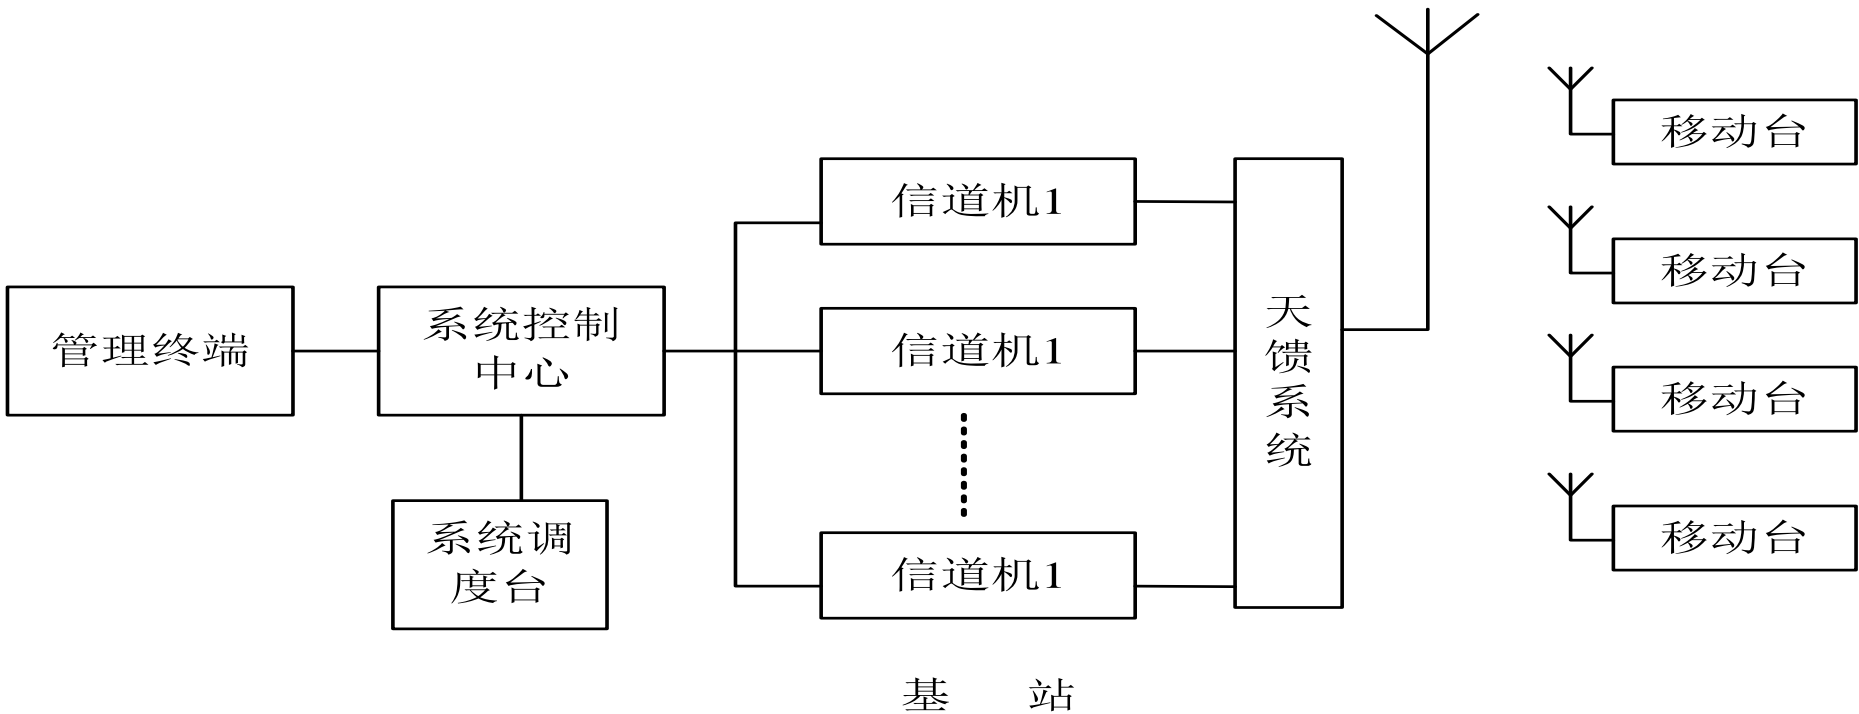 管理终端
系统控制
中心
系统调
度台
信道机1
信道机1
信道机1
天馈系统
移动台
移动台
移动台
移动台
基 站